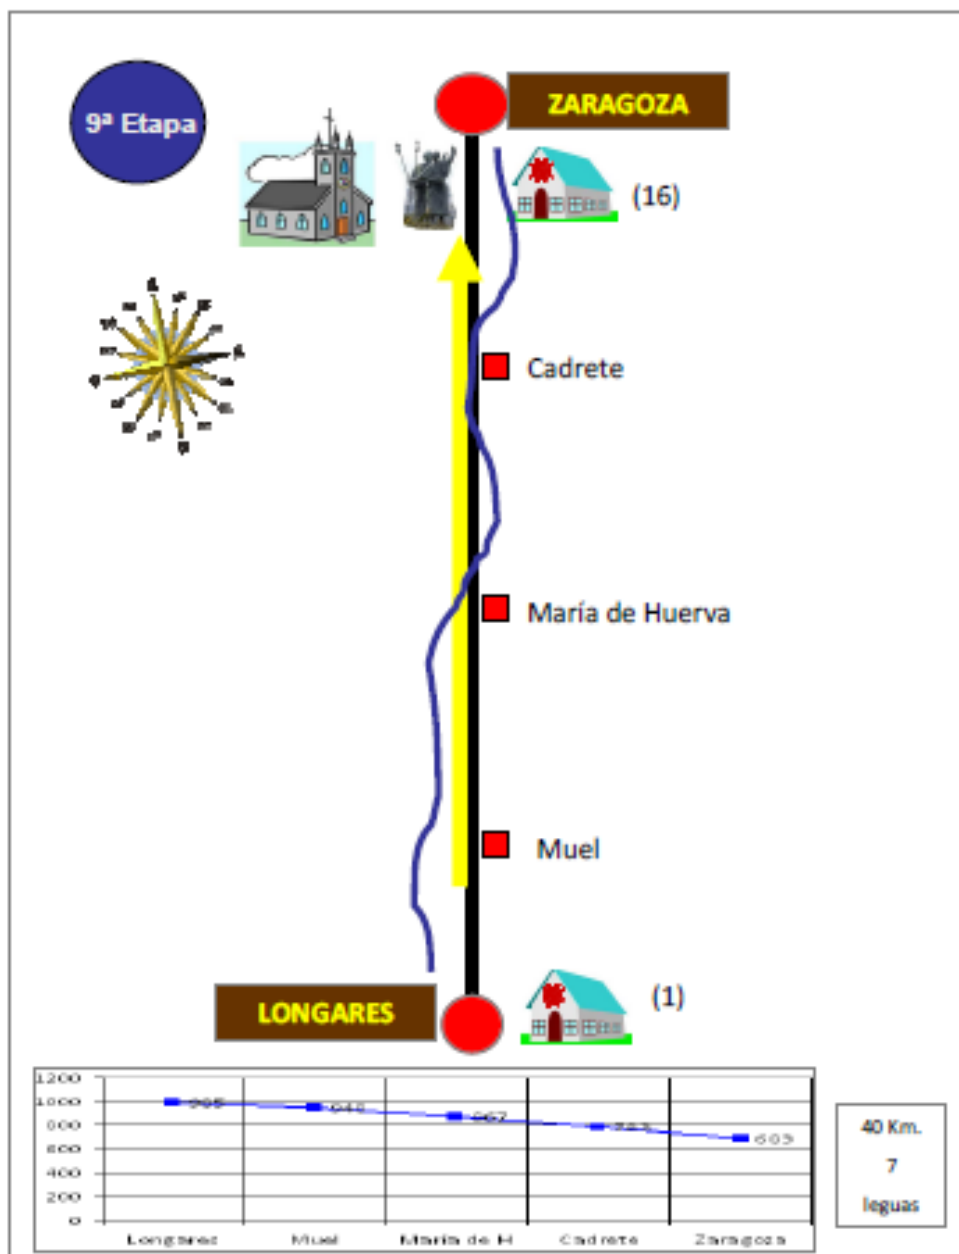 9ª Etapa
ZARAGOZA
(16)
Cadrete
María de Huerva
Muel
LONGARES
(1)
1200
1000
800
600
400
200
0
Longares
Muel
María de H
Cadrete
Zaragoza
40 Km.
7
leguas